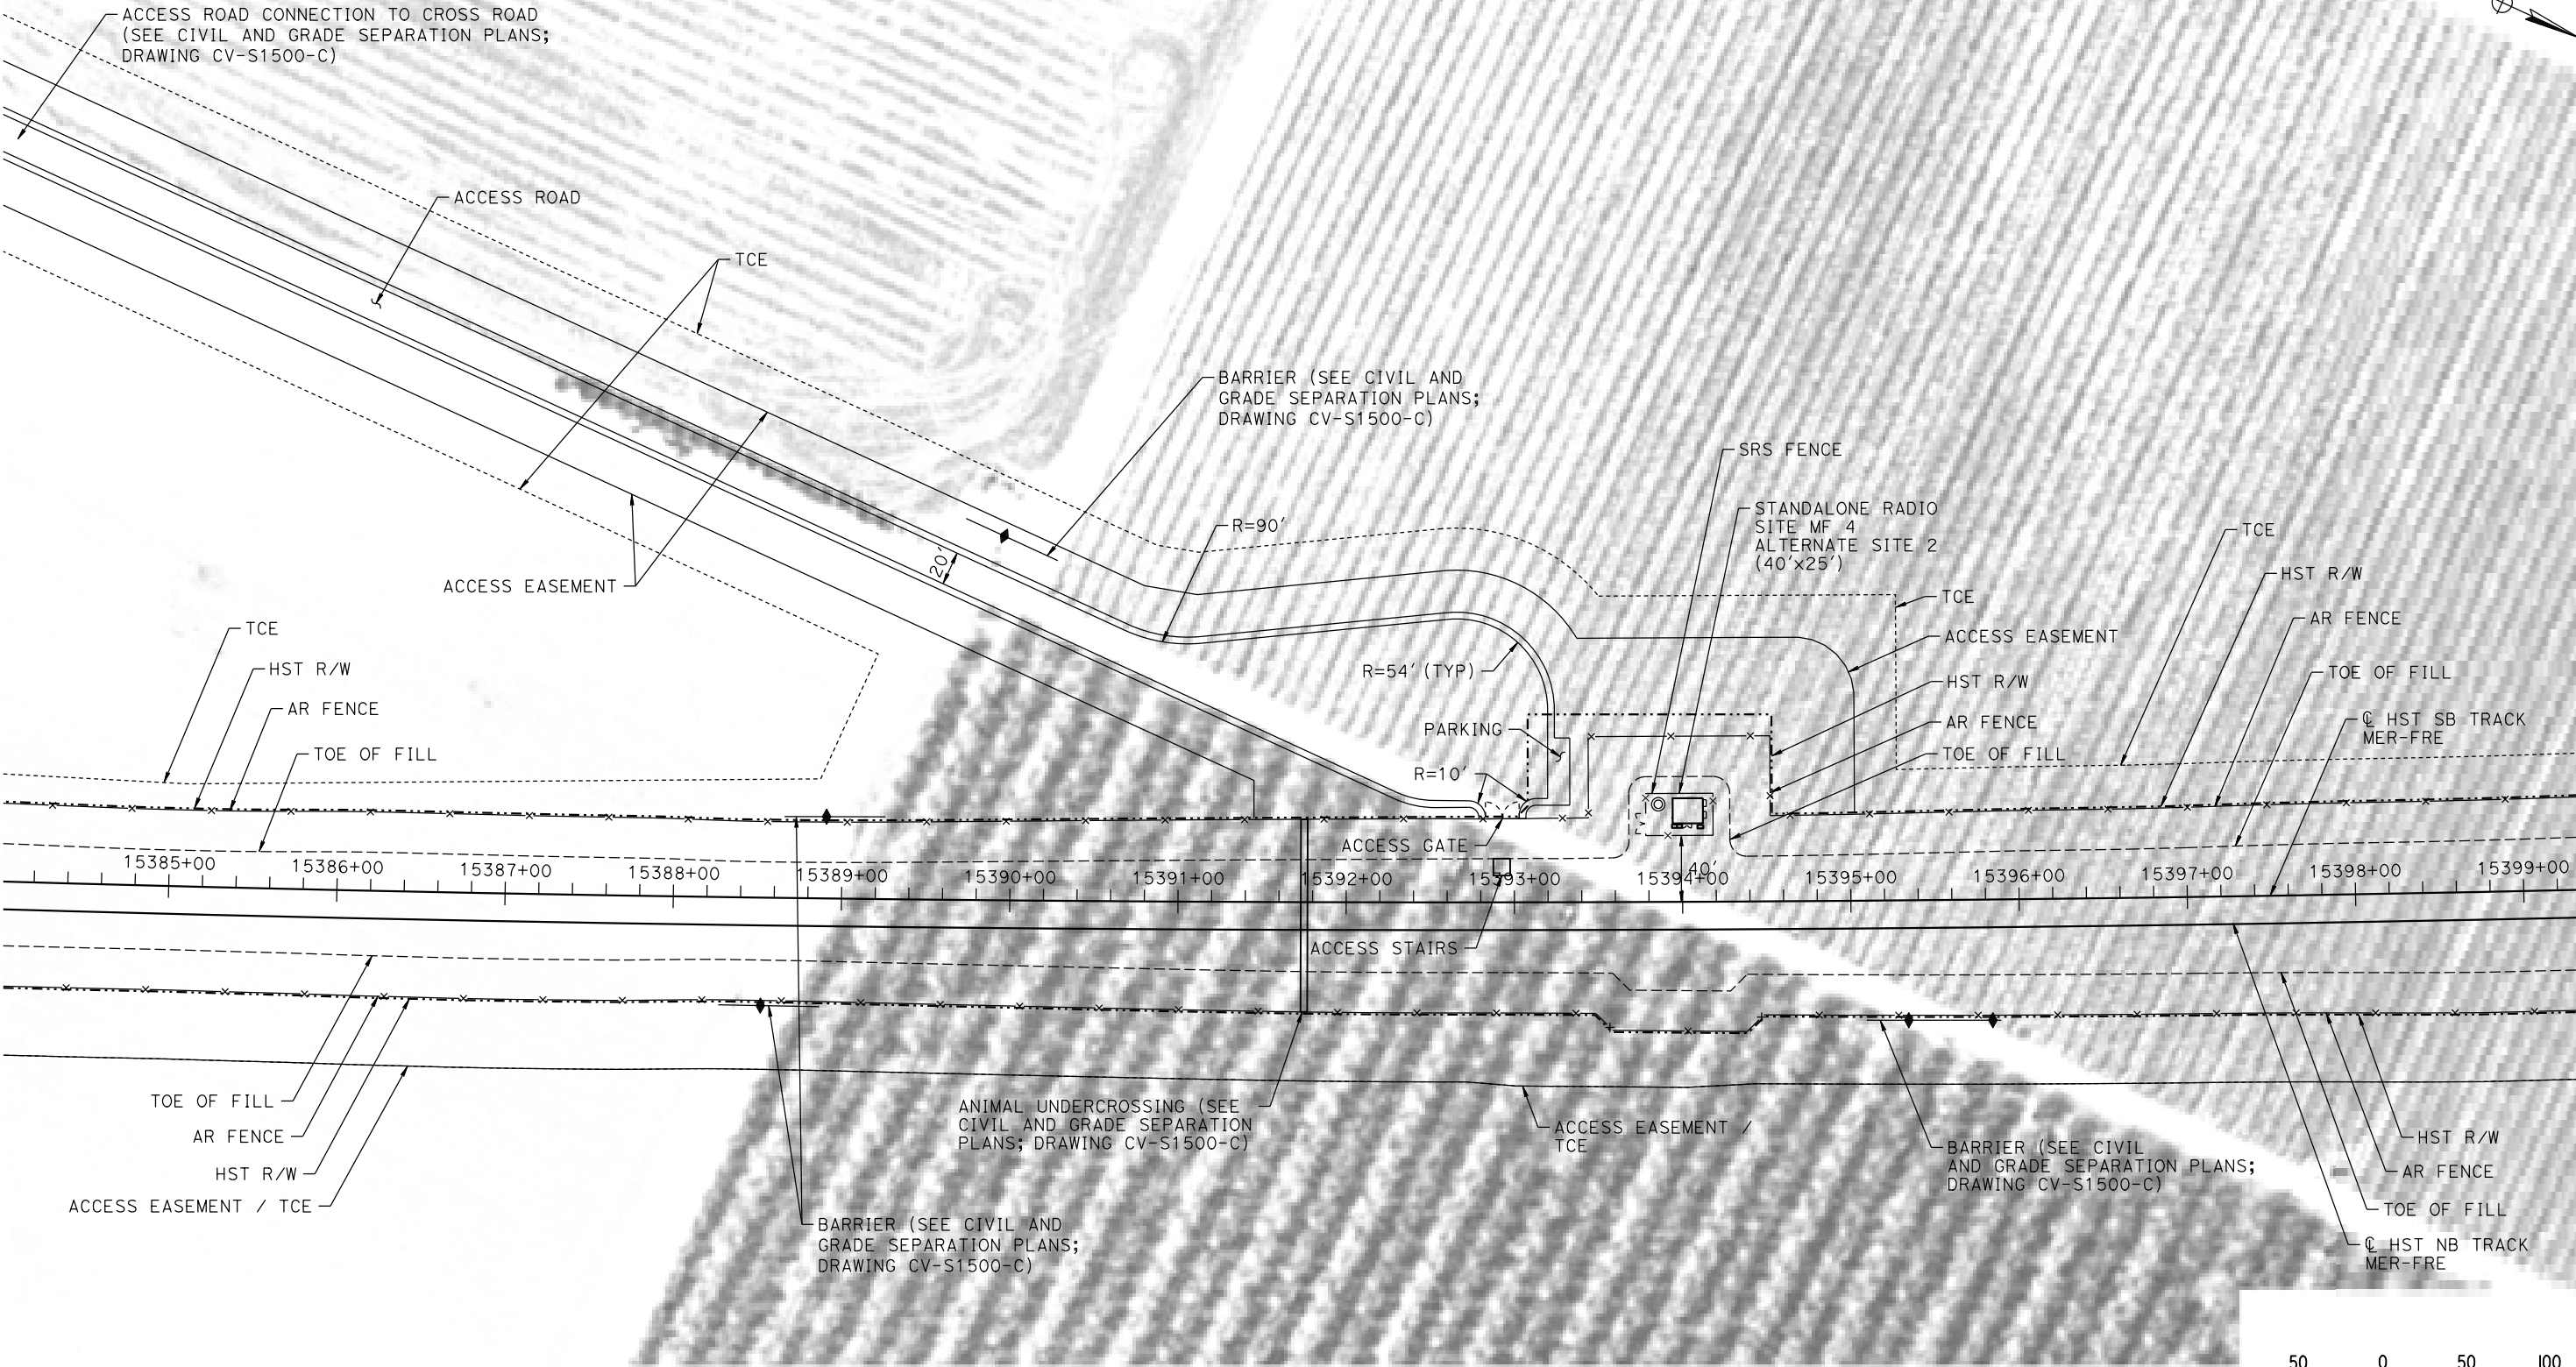 ACCESS ROAD CONNECTION TO CROSS ROAD
(SEE CIVIL AND GRADE SEPARATION PLANS;
DRAWING CV-S1500-C)
ACCESS ROAD
TCE
BARRIER (SEE CIVIL AND
GRADE SEPARATION PLANS;
DRAWING CV-S1500-C)
SRS FENCE
STANDALONE RADIO
SITE MF 4
ALTERNATE SITE 2
(40'x25')
R=90'
20'
ACCESS EASEMENT
TCE
HST R/W
AR FENCE
TOE OF FILL
R=54' (TYP)
PARKING
R=10'
ACCESS GATE
TCE
ACCESS EASEMENT
HST R/W
AR FENCE
TOE OF FILL
TCE
HST R/W
AR FENCE
TOE OF FILL
℄ HST SB TRACK
MER-FRE
15385+00
15386+00
15387+00
15388+00
15389+00
15390+00
15391+00
15392+00
15393+00
15394+00
15395+00
15396+00
15397+00
15398+00
15399+00
40'
ACCESS STAIRS
TOE OF FILL
AR FENCE
HST R/W
ACCESS EASEMENT / TCE
ANIMAL UNDERCROSSING (SEE
CIVIL AND GRADE SEPARATION
PLANS; DRAWING CV-S1500-C)
BARRIER (SEE CIVIL AND
GRADE SEPARATION PLANS;
DRAWING CV-S1500-C)
ACCESS EASEMENT /
TCE
BARRIER (SEE CIVIL
AND GRADE SEPARATION PLANS;
DRAWING CV-S1500-C)
HST R/W
AR FENCE
TOE OF FILL
℄ HST NB TRACK
MER-FRE
50 0 50 100